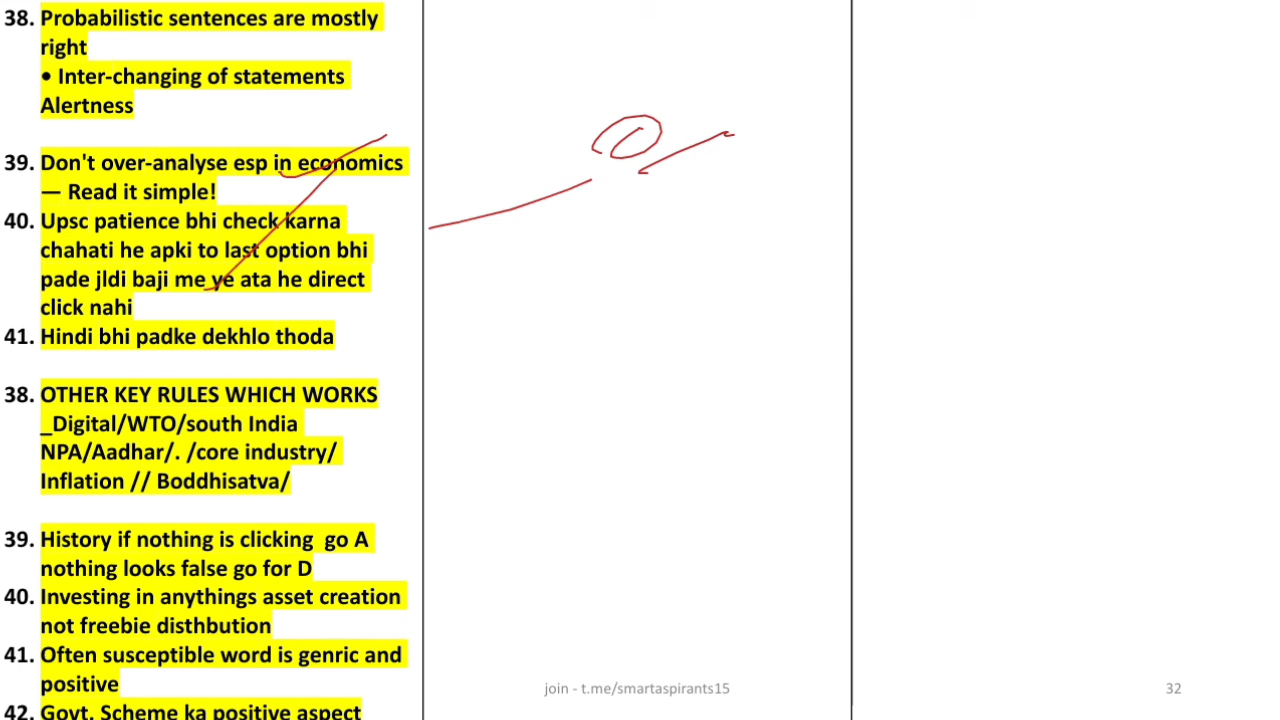 38. Probabilistic sentences are mostly
right
• Inter-changing of statements
Alertness
39. Don't over-analyse esp in economics
— Read it simple!
40. Upsc patience bhi check karna
chahati he apki to last option bhi
pade jldi baji me ye ata he direct
click nahi
41. Hindi bhi padke dekhlo thoda
38. OTHER KEY RULES WHICH WORKS
_Digital/WTO/south India
NPA/Aadhar/. /core industry/
Inflation // Boddhisatva/
39. History if nothing is clicking go A
nothing looks false go for D
40. Investing in anythings asset creation
not freebie disthbution
41. Often susceptible word is genric and
positive
42. Govt. Scheme ka positive aspect
join - t.me/smartaspirants15
32